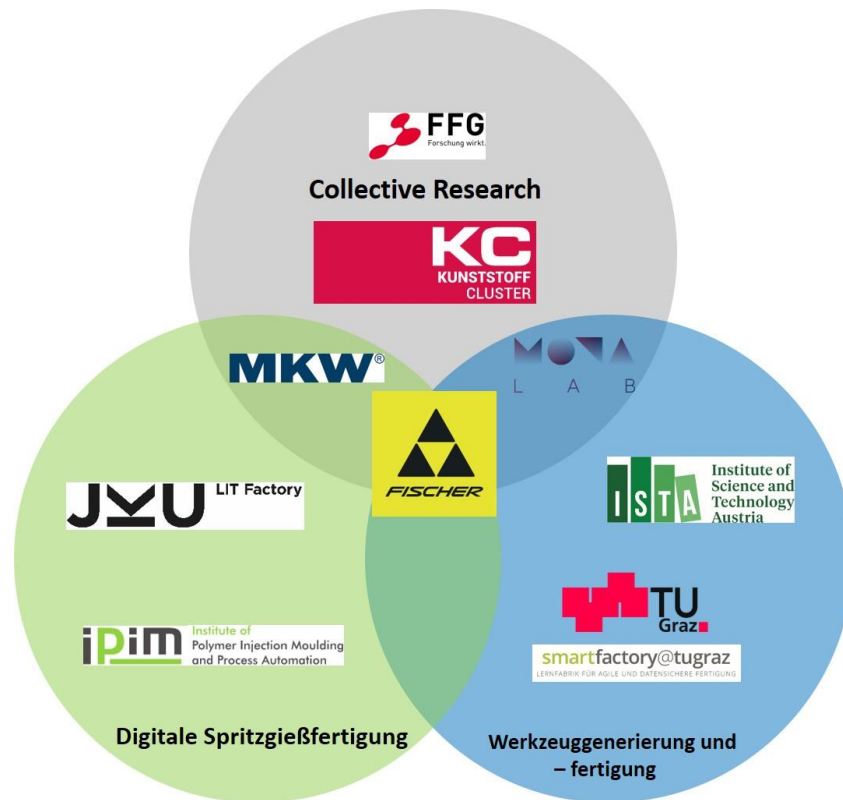 FFG
Forschung wirkt.
Collective Research
KC
KUNSTSTOFF
CLUSTER
MKW®
MOVA
LAB
FISCHER
JKU LIT Factory
ISTA
Institute of
Science and
Technology
Austria
TU
Graz
smartfactory@tugraz
LERNFABRIK FÜR AGILE UND DATENSICHERE FERTIGUNG
iPIM
Institute of
Polymer Injection Moulding
and Process Automation
Digitale Spritzgießfertigung
Werkzeuggenerierung und
– fertigung